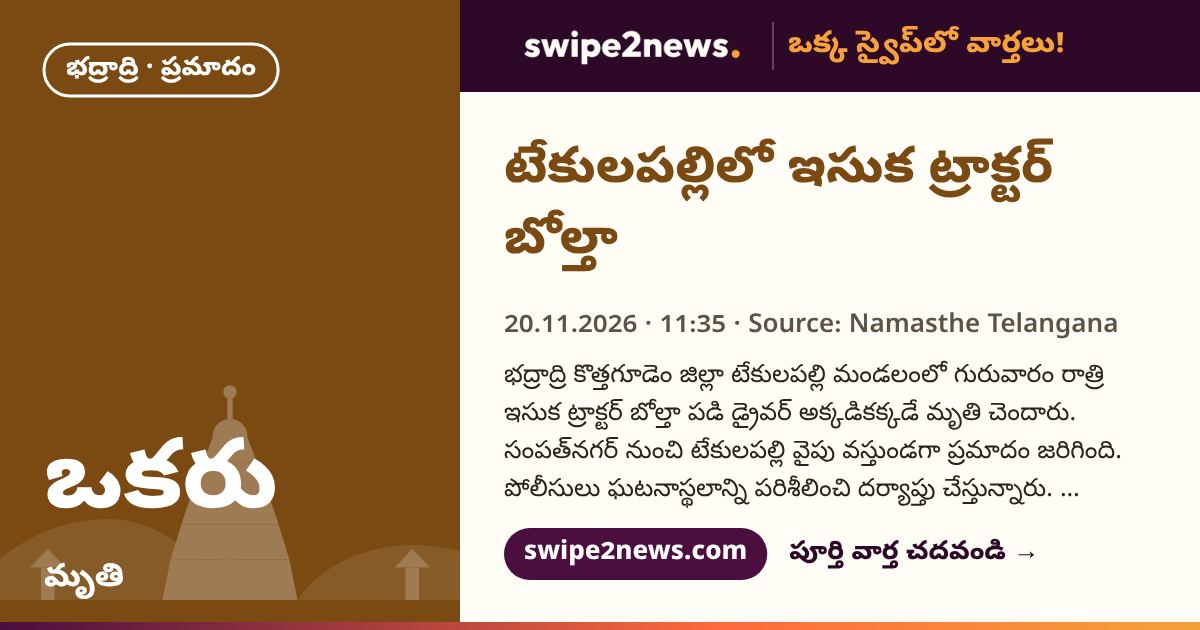 భద్రాద్రి · ప్రమాదం
ఒకరు
మృతి
swipe2news.
ఒక్క స్వైప్‌లో వార్తలు!
టేకులపల్లిలో ఇసుక ట్రాక్టర్
బోల్తా
20.11.2026 · 11:35 · Source: Namasthe Telangana
భద్రాద్రి కొత్తగూడెం జిల్లా టేకులపల్లి మండలంలో గురువారం రాత్రి
ఇసుక ట్రాక్టర్ బోల్తా పడి డ్రైవర్ అక్కడికక్కడే మృతి చెందారు.
సంపత్‌నగర్ నుంచి టేకులపల్లి వైపు వస్తుండగా ప్రమాదం జరిగింది.
పోలీసులు ఘటనాస్థలాన్ని పరిశీలించి దర్యాప్తు చేస్తున్నారు. ...
swipe2news.com
పూర్తి వార్త చదవండి →